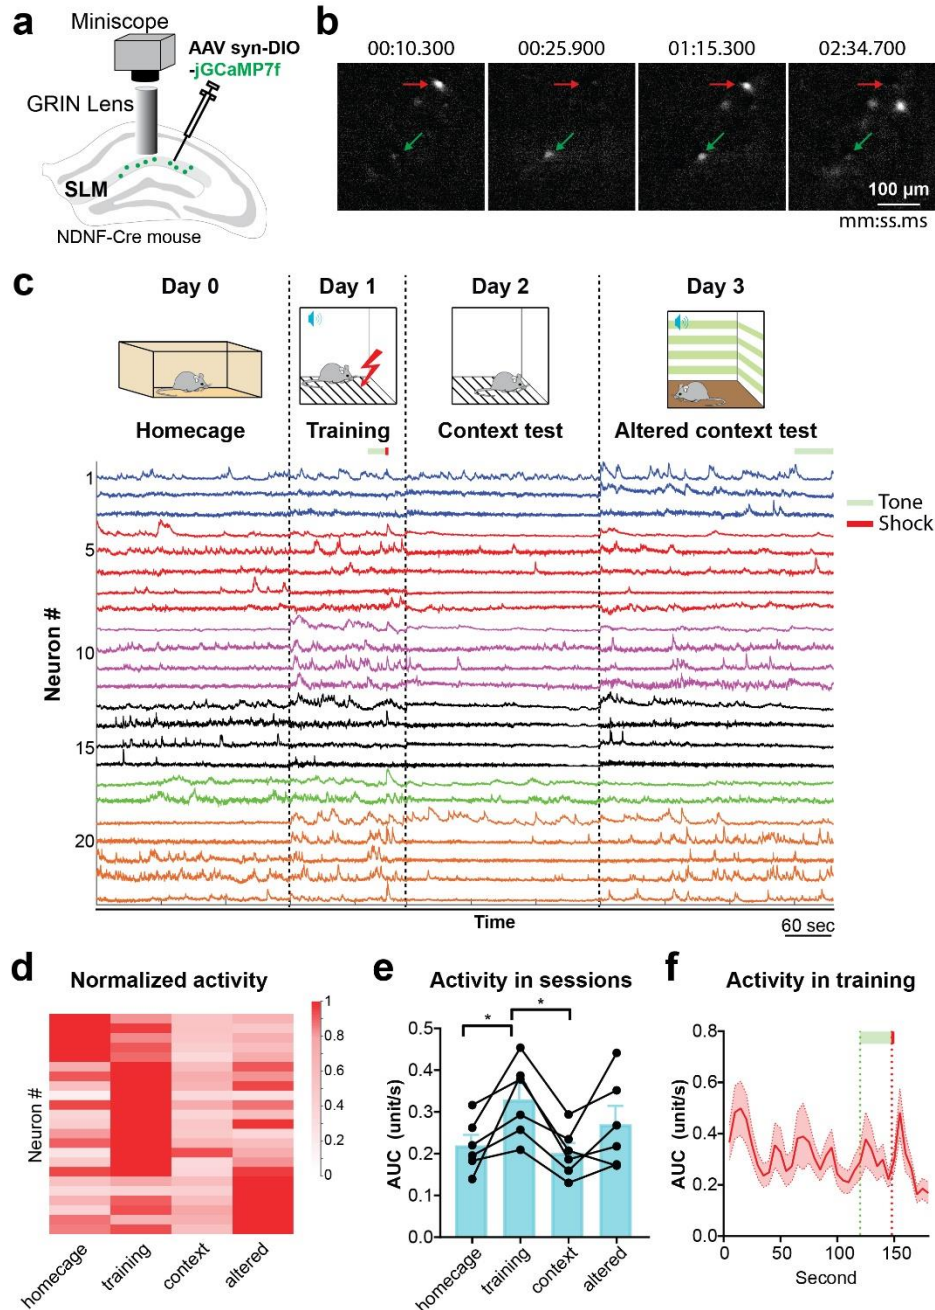 a
Miniscope
AAV syn-DIO
-jGCaMP7f
GRIN Lens
SLM
NDNF-Cre mouse
b
00:10.300 00:25.900 01:15.300 02:34.700
100 µm
mm:ss.ms
c
Day 0 Day 1 Day 2 Day 3
Homecage Training Context test Altered context test
Tone
Shock
Neuron #
1
5
10
15
20
Time
60 sec
d
Normalized activity
Neuron #
1
0.8
0.6
0.4
0.2
0
homecage training context altered
e
Activity in sessions
* *
AUC (unit/s)
0.5
0.4
0.3
0.2
0.1
0.0
homecage training context altered
f
Activity in training
AUC (unit/s)
0.8
0.6
0.4
0.2
0.0
0 50 100 150
Second